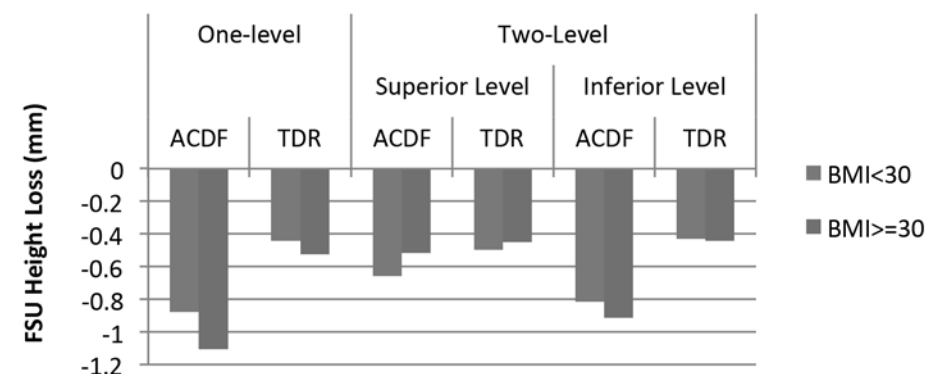 One-level Two-Level
Superior Level Inferior Level
ACDF TDR ACDF TDR ACDF TDR
FSU Height Loss (mm)
0
-0.2
-0.4
-0.6
-0.8
-1
-1.2
BMI<30
BMI>=30